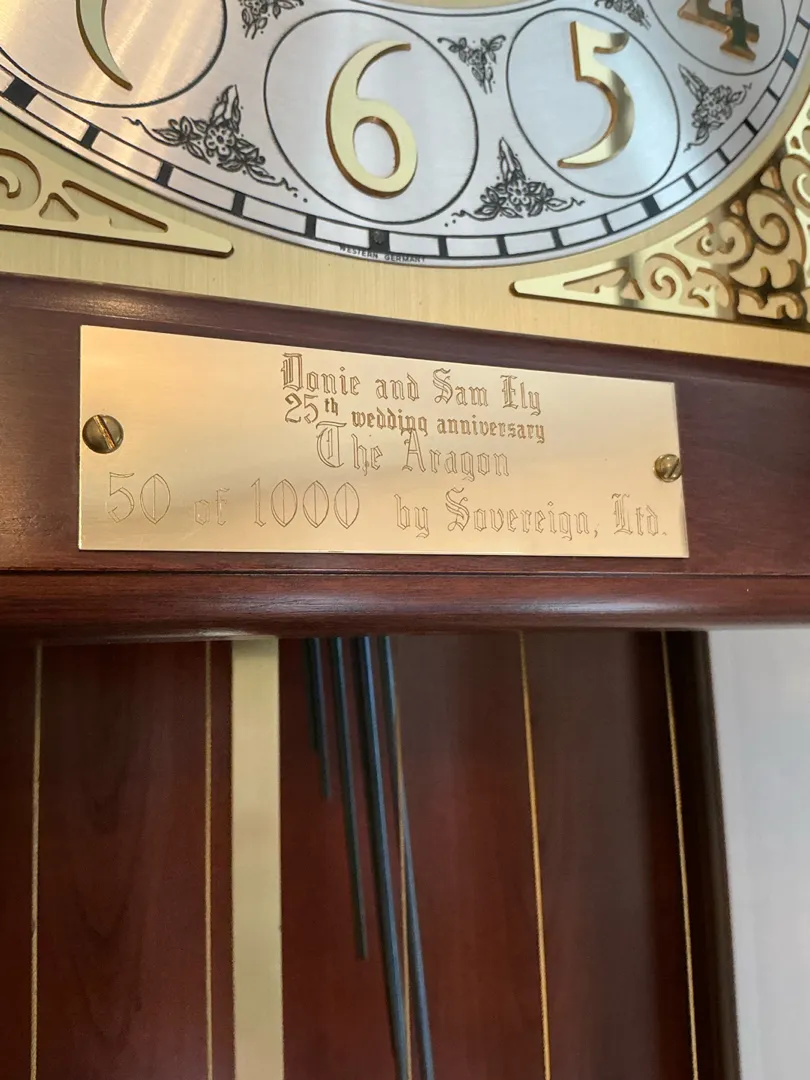 6 5 4
WESTERN GERMANY
Donie and Sam Ely
25th wedding anniversary
The Aragon
50 of 1000 by Sovereign, Ltd.